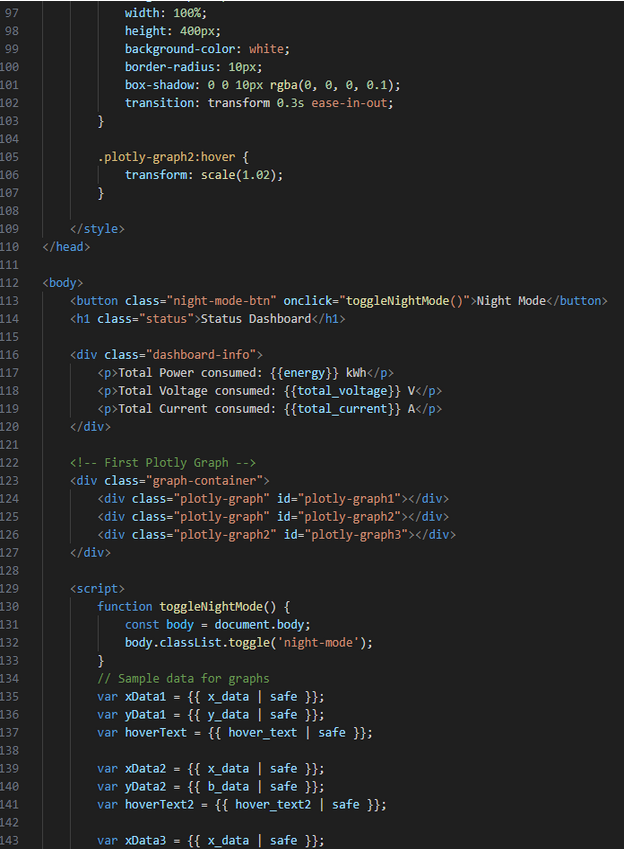 97 width: 100%;
98 height: 400px;
99 background-color: white;
100 border-radius: 10px;
101 box-shadow: 0 0 10px rgba(0, 0, 0, 0.1);
102 transition: transform 0.3s ease-in-out;
103 }
104
105 .plotly-graph2:hover {
106 transform: scale(1.02);
107 }
108
109 </style>
110 </head>
111
112 <body>
113 <button class="night-mode-btn" onclick="toggleNightMode()">Night Mode</button>
114 <h1 class="status">Status Dashboard</h1>
115
116 <div class="dashboard-info">
117 <p>Total Power consumed: {{energy}} kWh</p>
118 <p>Total Voltage consumed: {{total_voltage}} V</p>
119 <p>Total Current consumed: {{total_current}} A</p>
120 </div>
121
122 <!-- First Plotly Graph -->
123 <div class="graph-container">
124 <div class="plotly-graph" id="plotly-graph1"></div>
125 <div class="plotly-graph" id="plotly-graph2"></div>
126 <div class="plotly-graph2" id="plotly-graph3"></div>
127 </div>
128
129 <script>
130 function toggleNightMode() {
131 const body = document.body;
132 body.classList.toggle('night-mode');
133 }
134 // Sample data for graphs
135 var xData1 = {{ x_data | safe }};
136 var yData1 = {{ y_data | safe }};
137 var hoverText = {{ hover_text | safe }};
138
139 var xData2 = {{ x_data | safe }};
140 var yData2 = {{ b_data | safe }};
141 var hoverText2 = {{ hover_text2 | safe }};
142
143 var xData3 = {{ x_data | safe }};